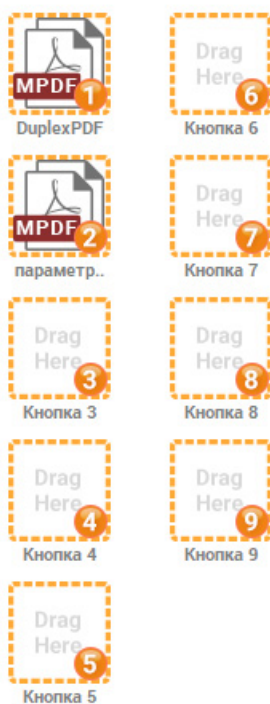 MPDF
1
DuplexPDF
MPDF
2
параметр..
Drag
Here
3
Кнопка 3
Drag
Here
4
Кнопка 4
Drag
Here
5
Кнопка 5
Drag
Here
6
Кнопка 6
Drag
Here
7
Кнопка 7
Drag
Here
8
Кнопка 8
Drag
Here
9
Кнопка 9